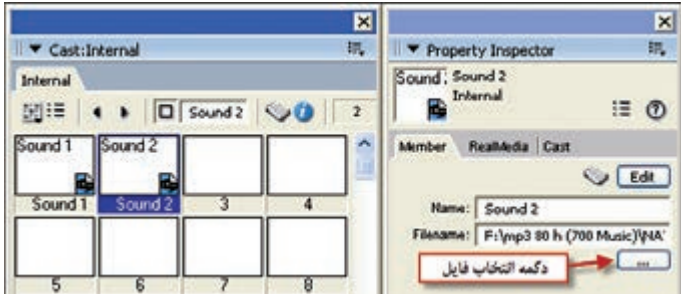 Cast:Internal
Internal
Sound 2
2
Sound 1
Sound 2
Sound 1
Sound 2
3
4
5
6
7
8
Property Inspector
Sound
Sound 2
Internal
Member RealMedia Cast
Edit
Name: Sound 2
Filename: F:\mp3 80 h (700 Music)\NA'
...
دکمه انتخاب فایل